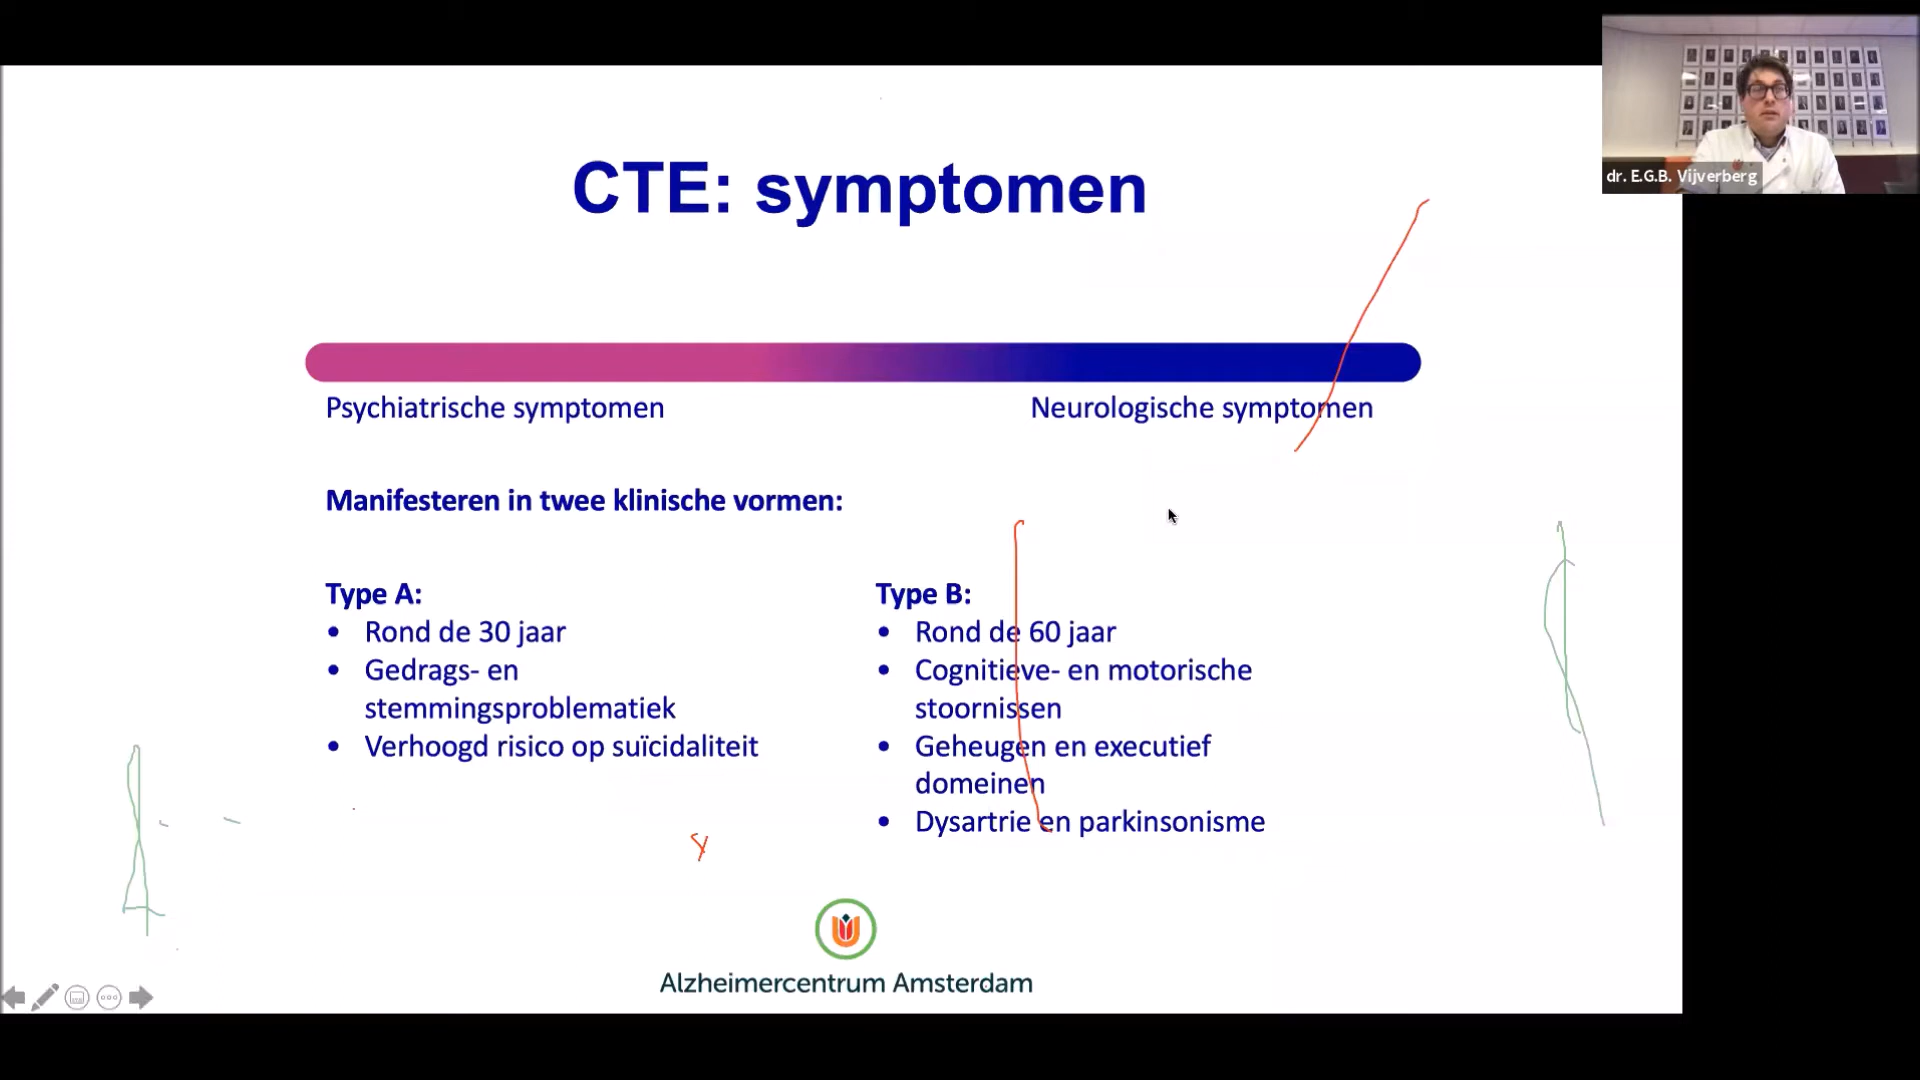 dr. E.G.B. Vijverberg
CTE: symptomen
Psychiatrische symptomen
Neurologische symptomen
Manifesteren in twee klinische vormen:
Type A:
• Rond de 30 jaar
• Gedrags- en
stemmingsproblematiek
• Verhoogd risico op suïcidaliteit
Type B:
• Rond de 60 jaar
• Cognitieve- en motorische
stoornissen
• Geheugen en executief
domeinen
• Dysartrie en parkinsonisme
Alzheimercentrum Amsterdam